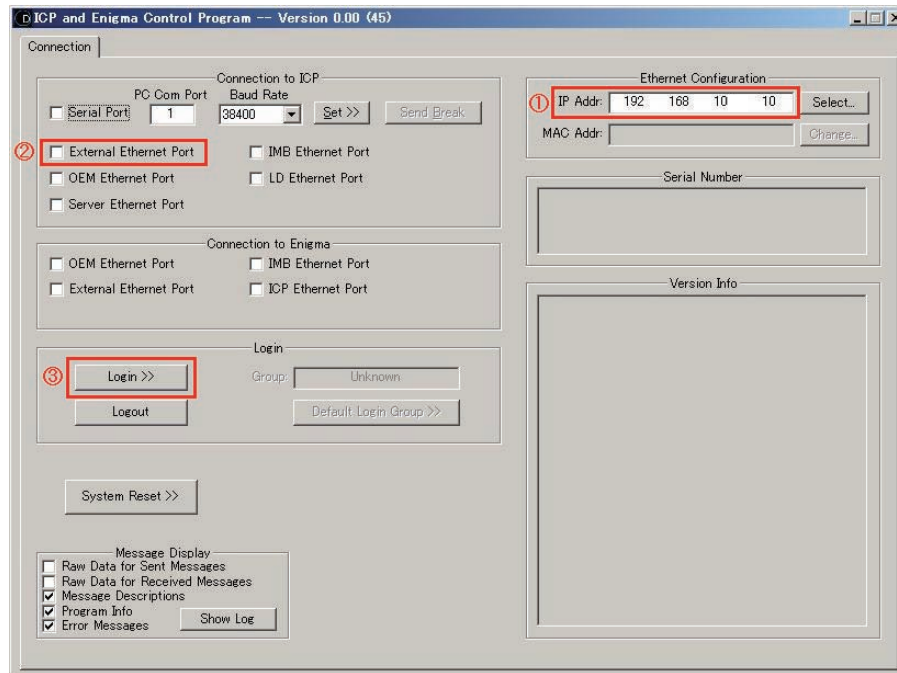 ICP and Enigma Control Program -- Version 0.00 (45)
Connection
Connection to ICP
PC Com Port Baud Rate
Serial Port 1 38400 Set >> Send Break
② External Ethernet Port IMB Ethernet Port
OEM Ethernet Port LD Ethernet Port
Server Ethernet Port
Connection to Enigma
OEM Ethernet Port IMB Ethernet Port
External Ethernet Port ICP Ethernet Port
Login
③ Login >> Group: Unknown
Logout Default Login Group >>
System Reset >>
Message Display
Raw Data for Sent Messages
Raw Data for Received Messages
Message Descriptions
Program Info
Error Messages Show Log
Ethernet Configuration
① IP Addr: 192 168 10 10 Select...
MAC Addr: Change...
Serial Number
Version Info